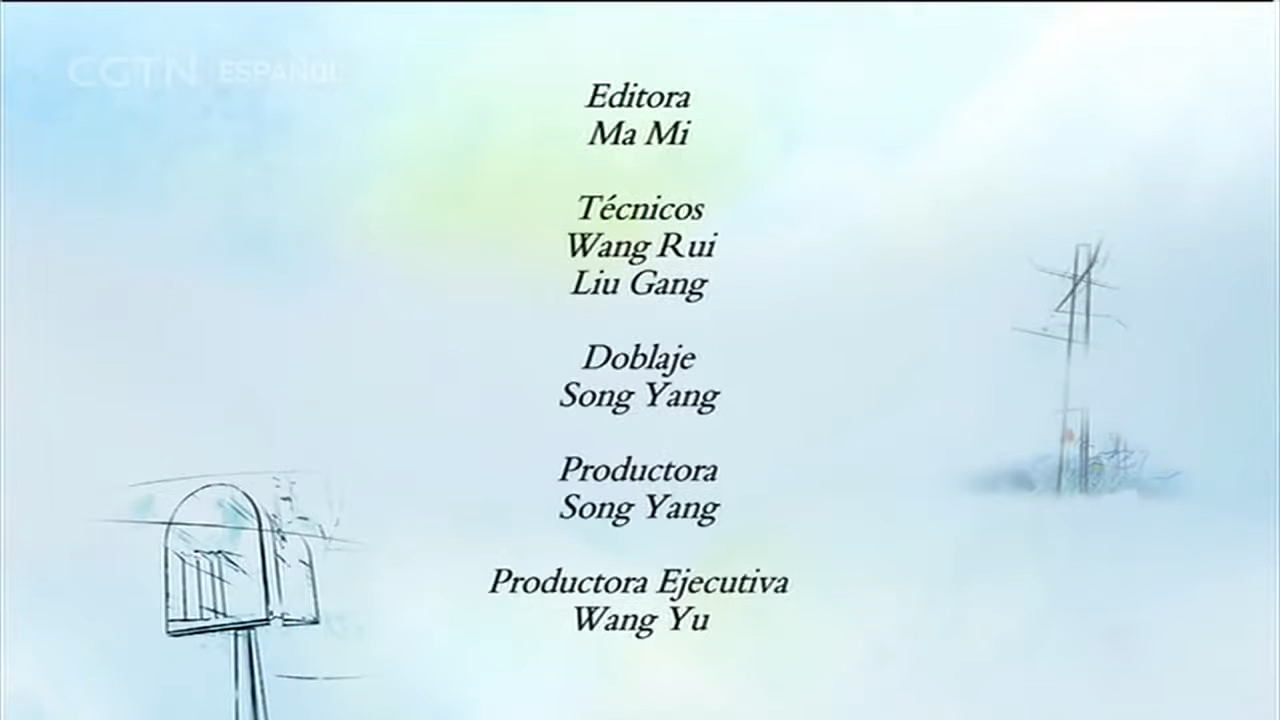 CGTN ESPAÑOL
Editora
Ma Mi
Técnicos
Wang Rui
Liu Gang
Doblaje
Song Yang
Productora
Song Yang
Productora Ejecutiva
Wang Yu